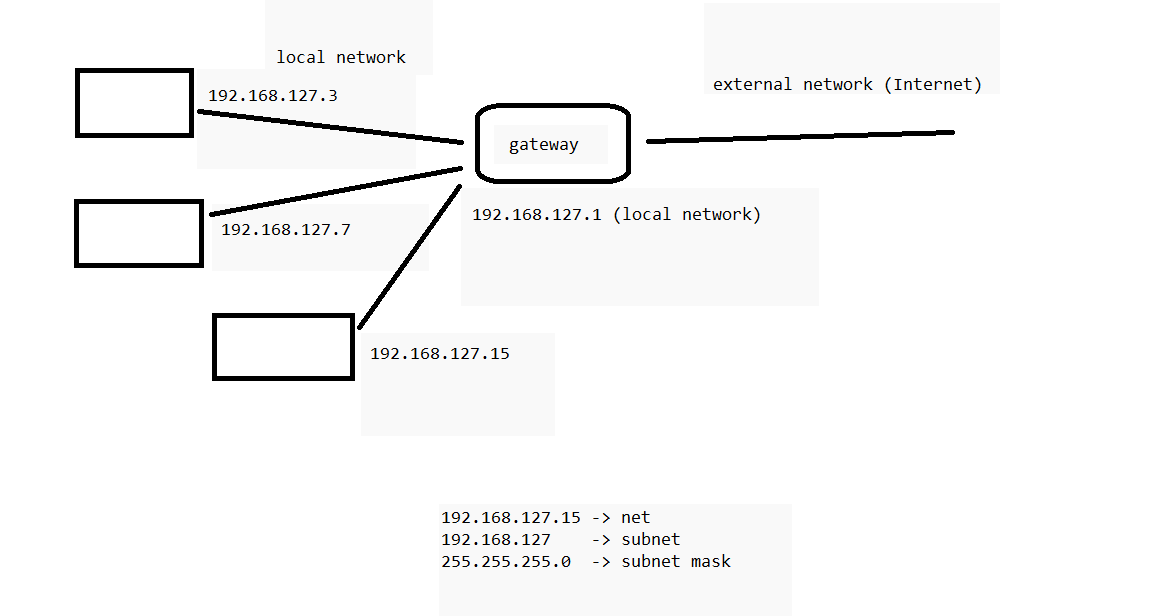 local network
external network (Internet)
192.168.127.3
gateway
192.168.127.1 (local network)
192.168.127.7
192.168.127.15
192.168.127.15 -> net
192.168.127    -> subnet
255.255.255.0  -> subnet mask